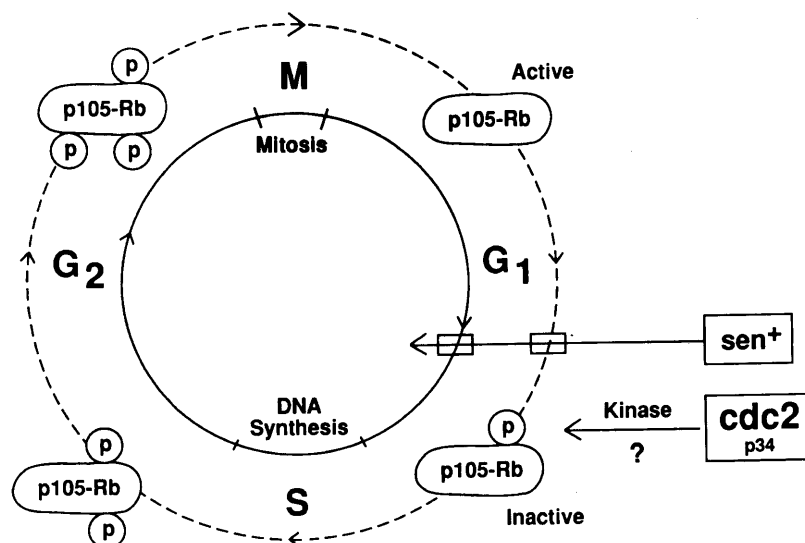 p
p105-Rb
p
p
M
Mitosis
Active
p105-Rb
G2
G1
sen+
DNA
Synthesis
p
p105-Rb
p
S
p
p105-Rb
Inactive
Kinase
?
cdc2
p34